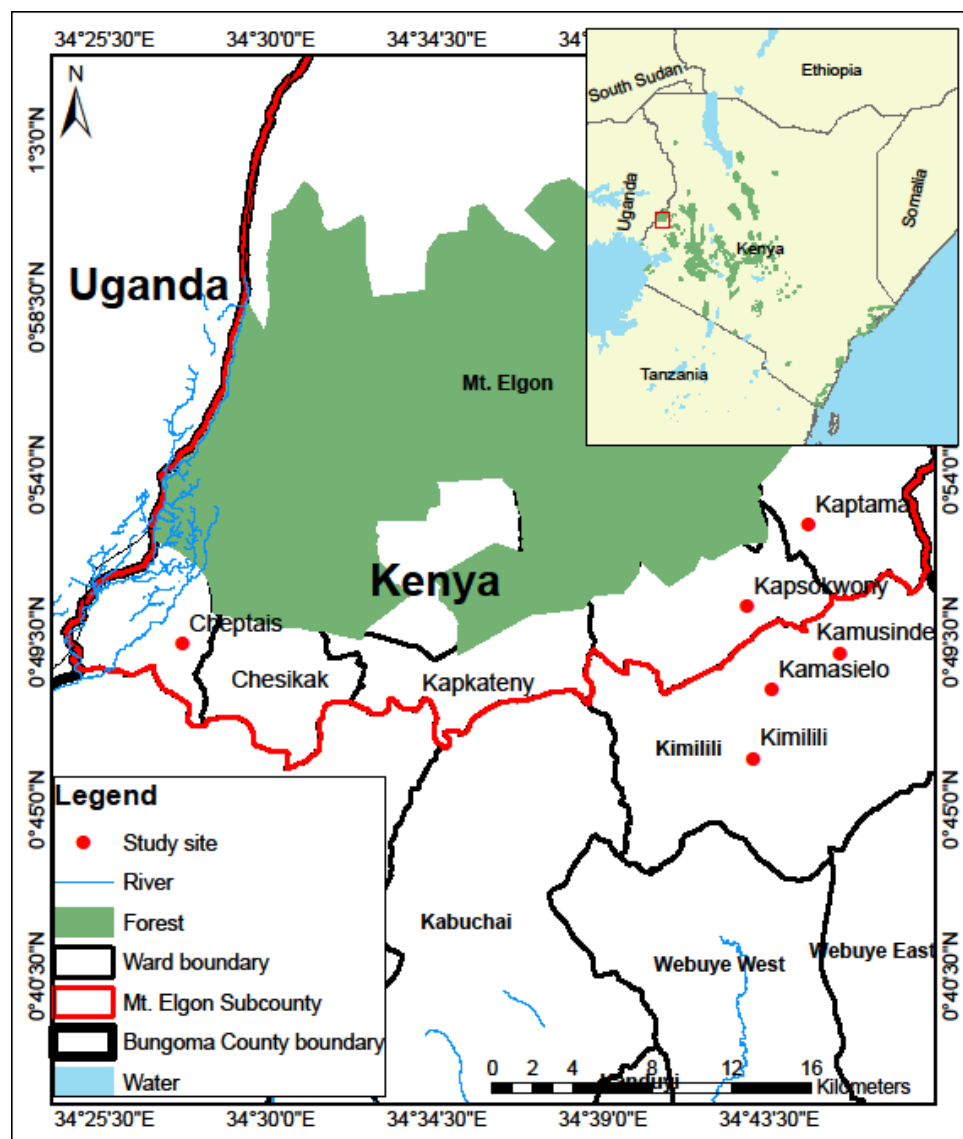 34°25'30"E 34°30'0"E 34°34'30"E
N
South Sudan
Ethiopia
Uganda
Somalia
Kenya
Tanzania
1°3'0"N
0°58'30"N
0°58'30"N
0°54'0"N
0°54'0"N
0°49'30"N
0°49'30"N
0°45'0"N
0°45'0"N
0°40'30"N
0°40'30"N
Uganda
Mt. Elgon
Kaptama
Kenya
Kapsokwony
Cheptais
Kamusinde
Chesikak
Kapkateny
Kamasielo
Kimilili
Kimilili
Kabuchai
Webuye West
Webuye East
Kanduyi
Legend
Study site
River
Forest
Ward boundary
Mt. Elgon Subcounty
Bungoma County boundary
Water
0 2 4 8 12 16
Kilometers
34°25'30"E 34°30'0"E 34°39'0"E 34°43'30"E